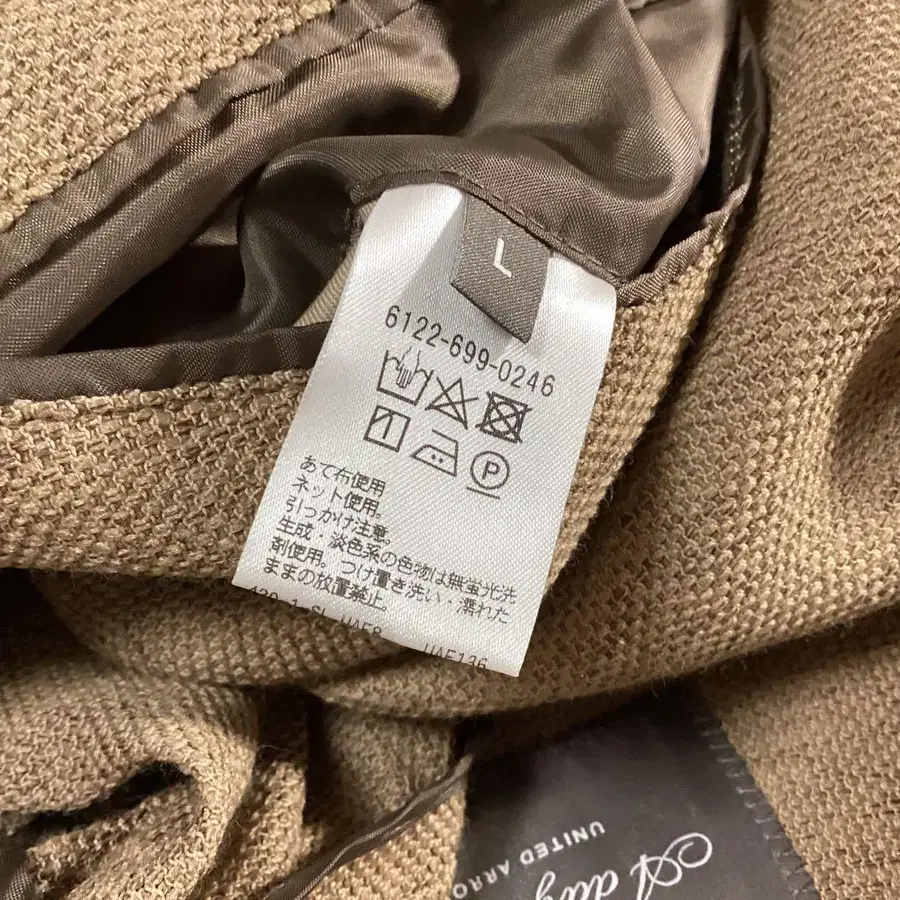 L
6122-699-0246
P
あて布使用
ネット使用。
引っかけ注意。
生成・淡色系の色物は無蛍光洗
剤使用。つけ置き洗い・濡れた
ままの放置禁止。
UAE136
A day
UNITED ARRO